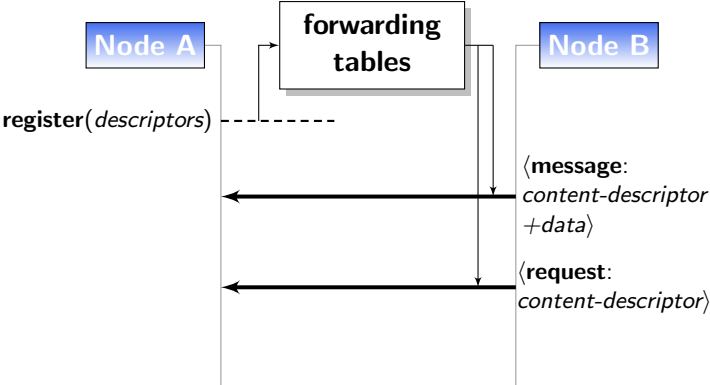 forwarding
tables
Node A
Node B
register(descriptors)
⟨message:
content-descriptor
+data⟩
⟨request:
content-descriptor⟩